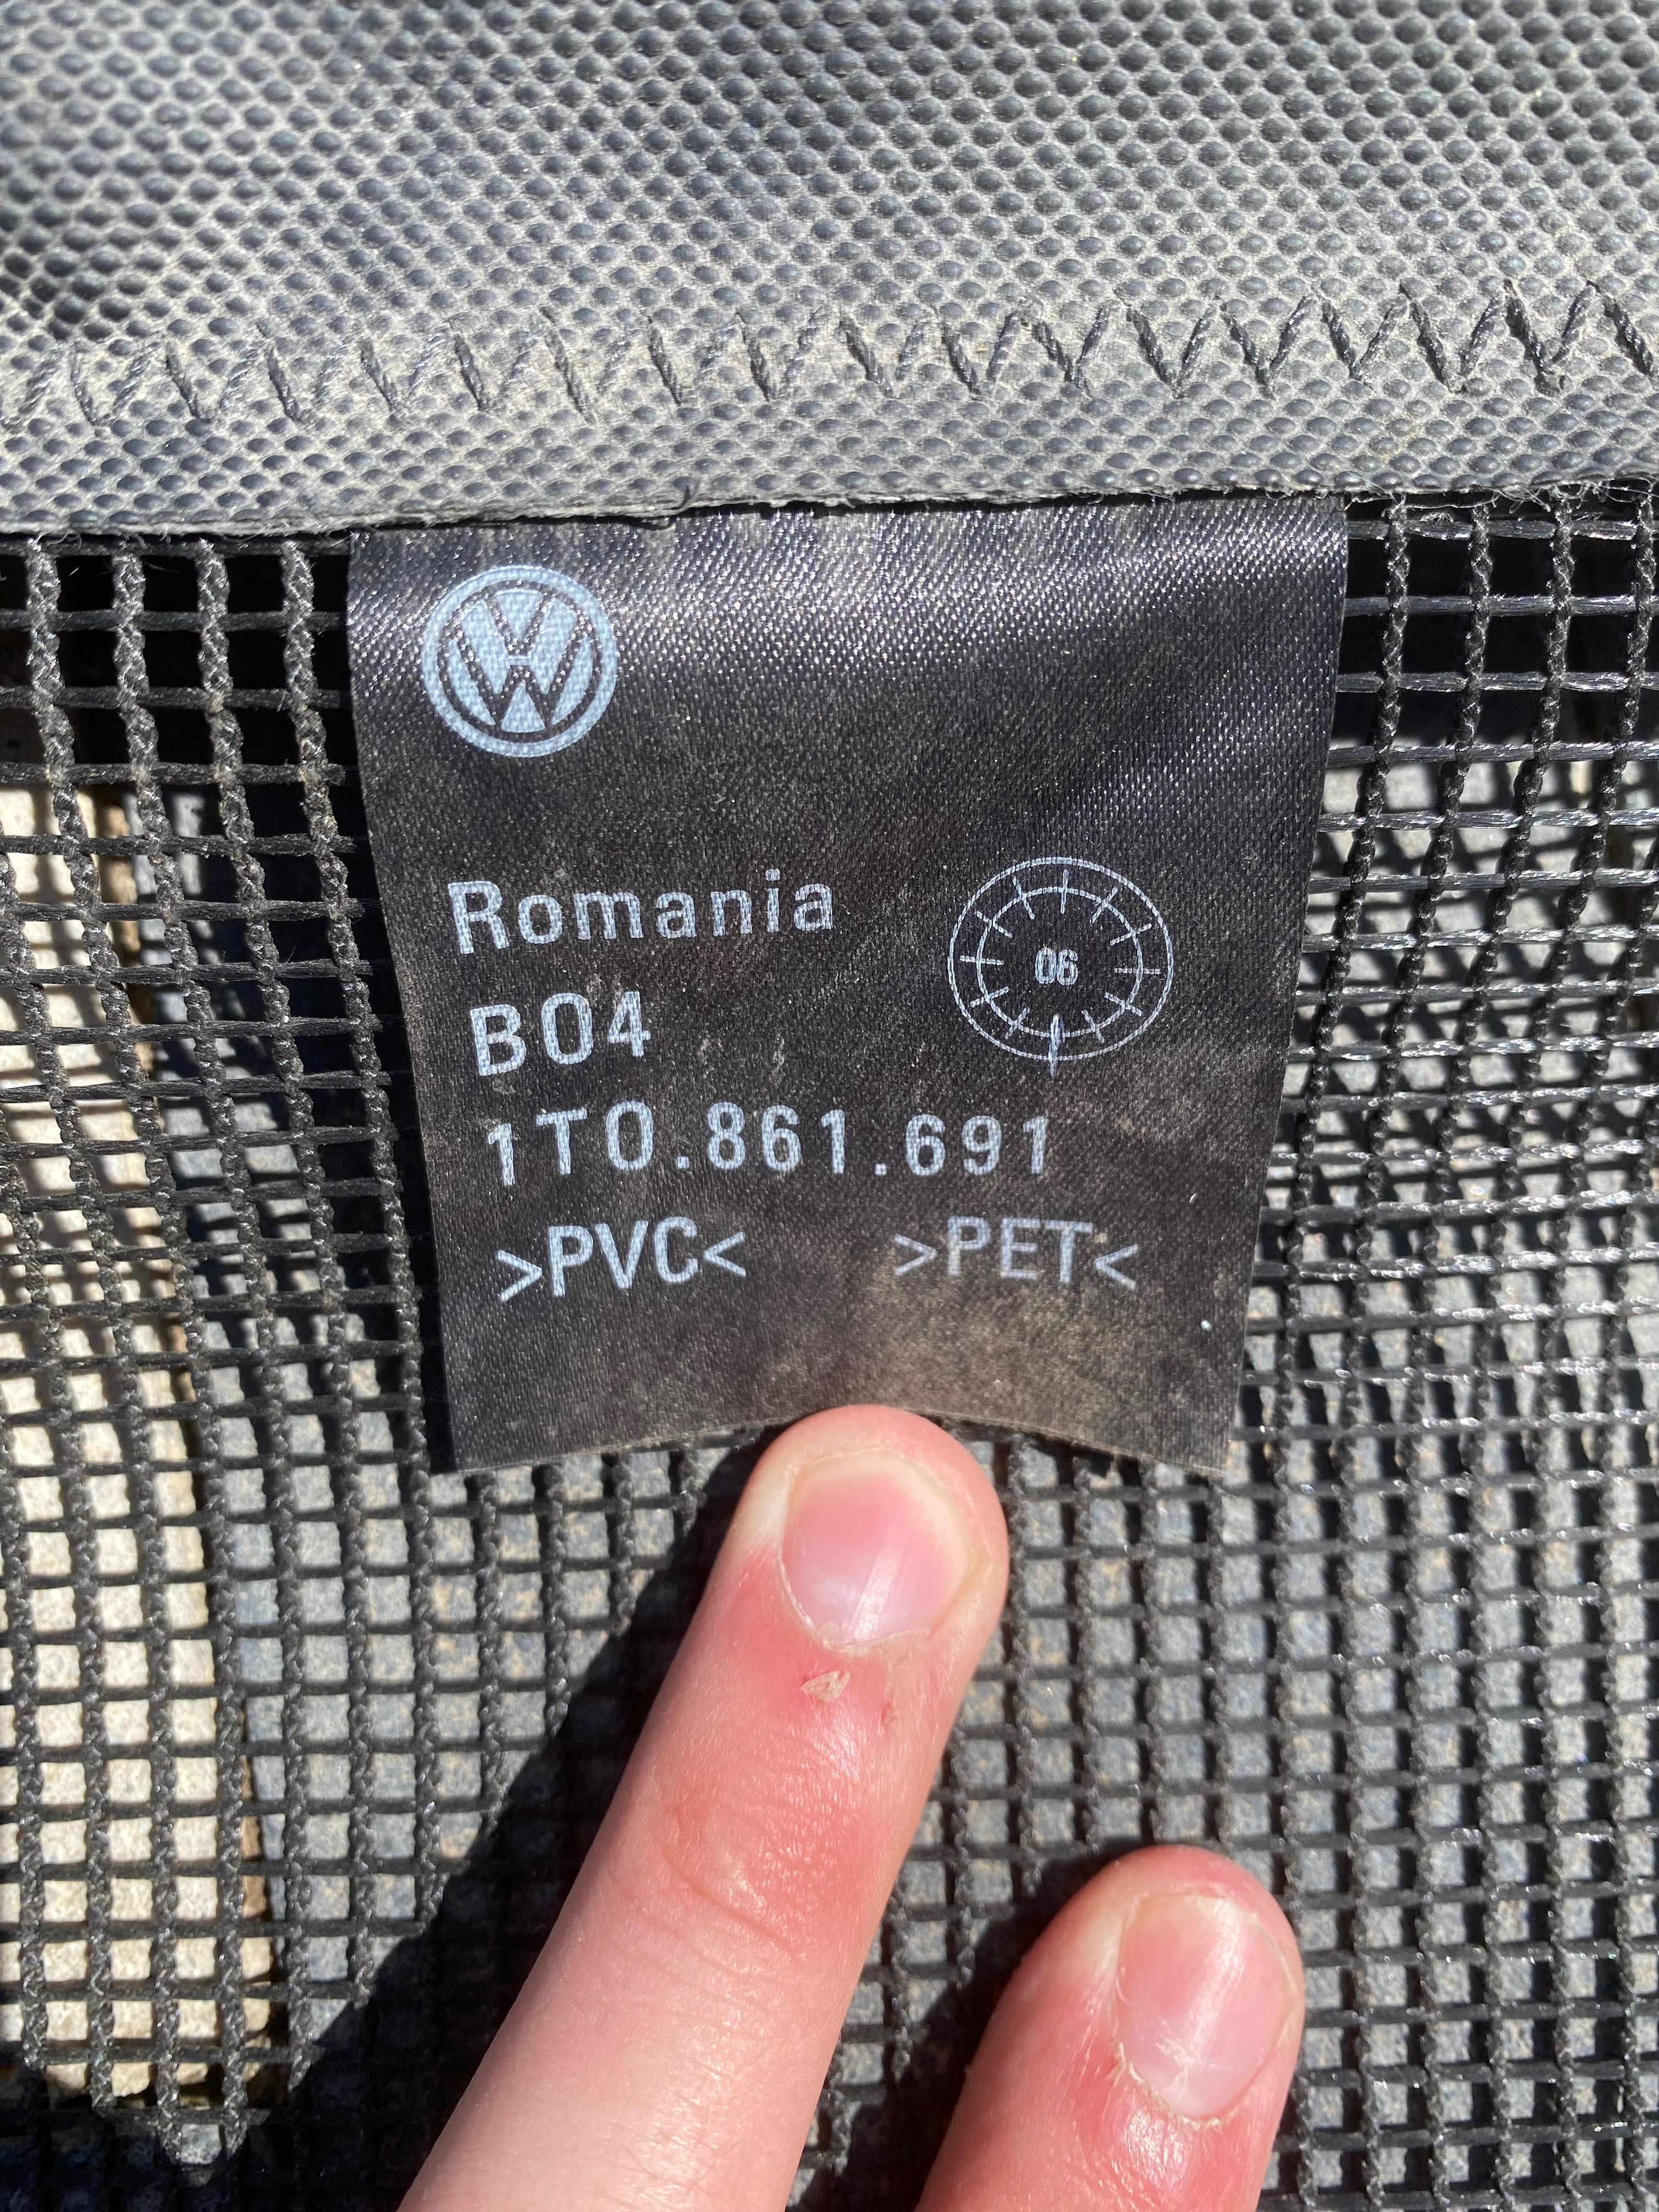 Romania
06
B04
1T0.861.691
>PVC< >PET<